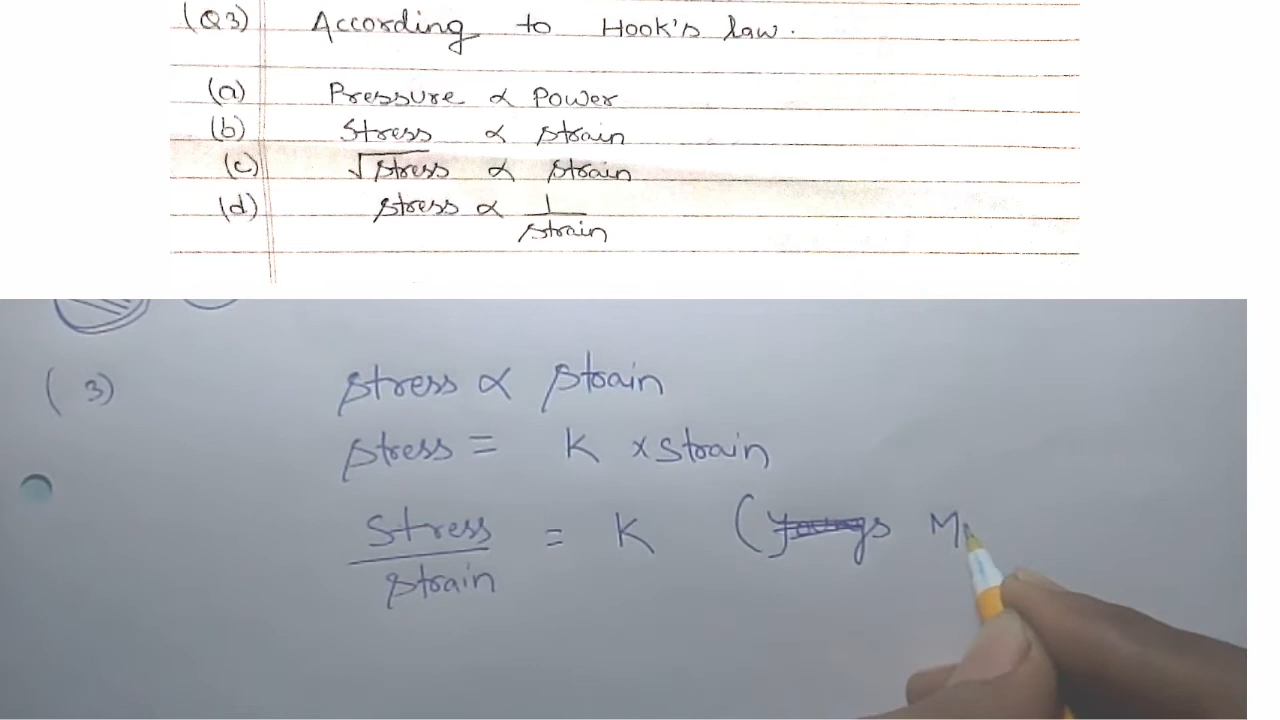 (Q3) According to Hook's law.
(a) Pressure ∝ Power
(b) Stress ∝ strain
(c) √stress ∝ strain
(d) stress ∝ 1/strain
(3) stress ∝ strain
stress = K × strain
stress/strain = K (